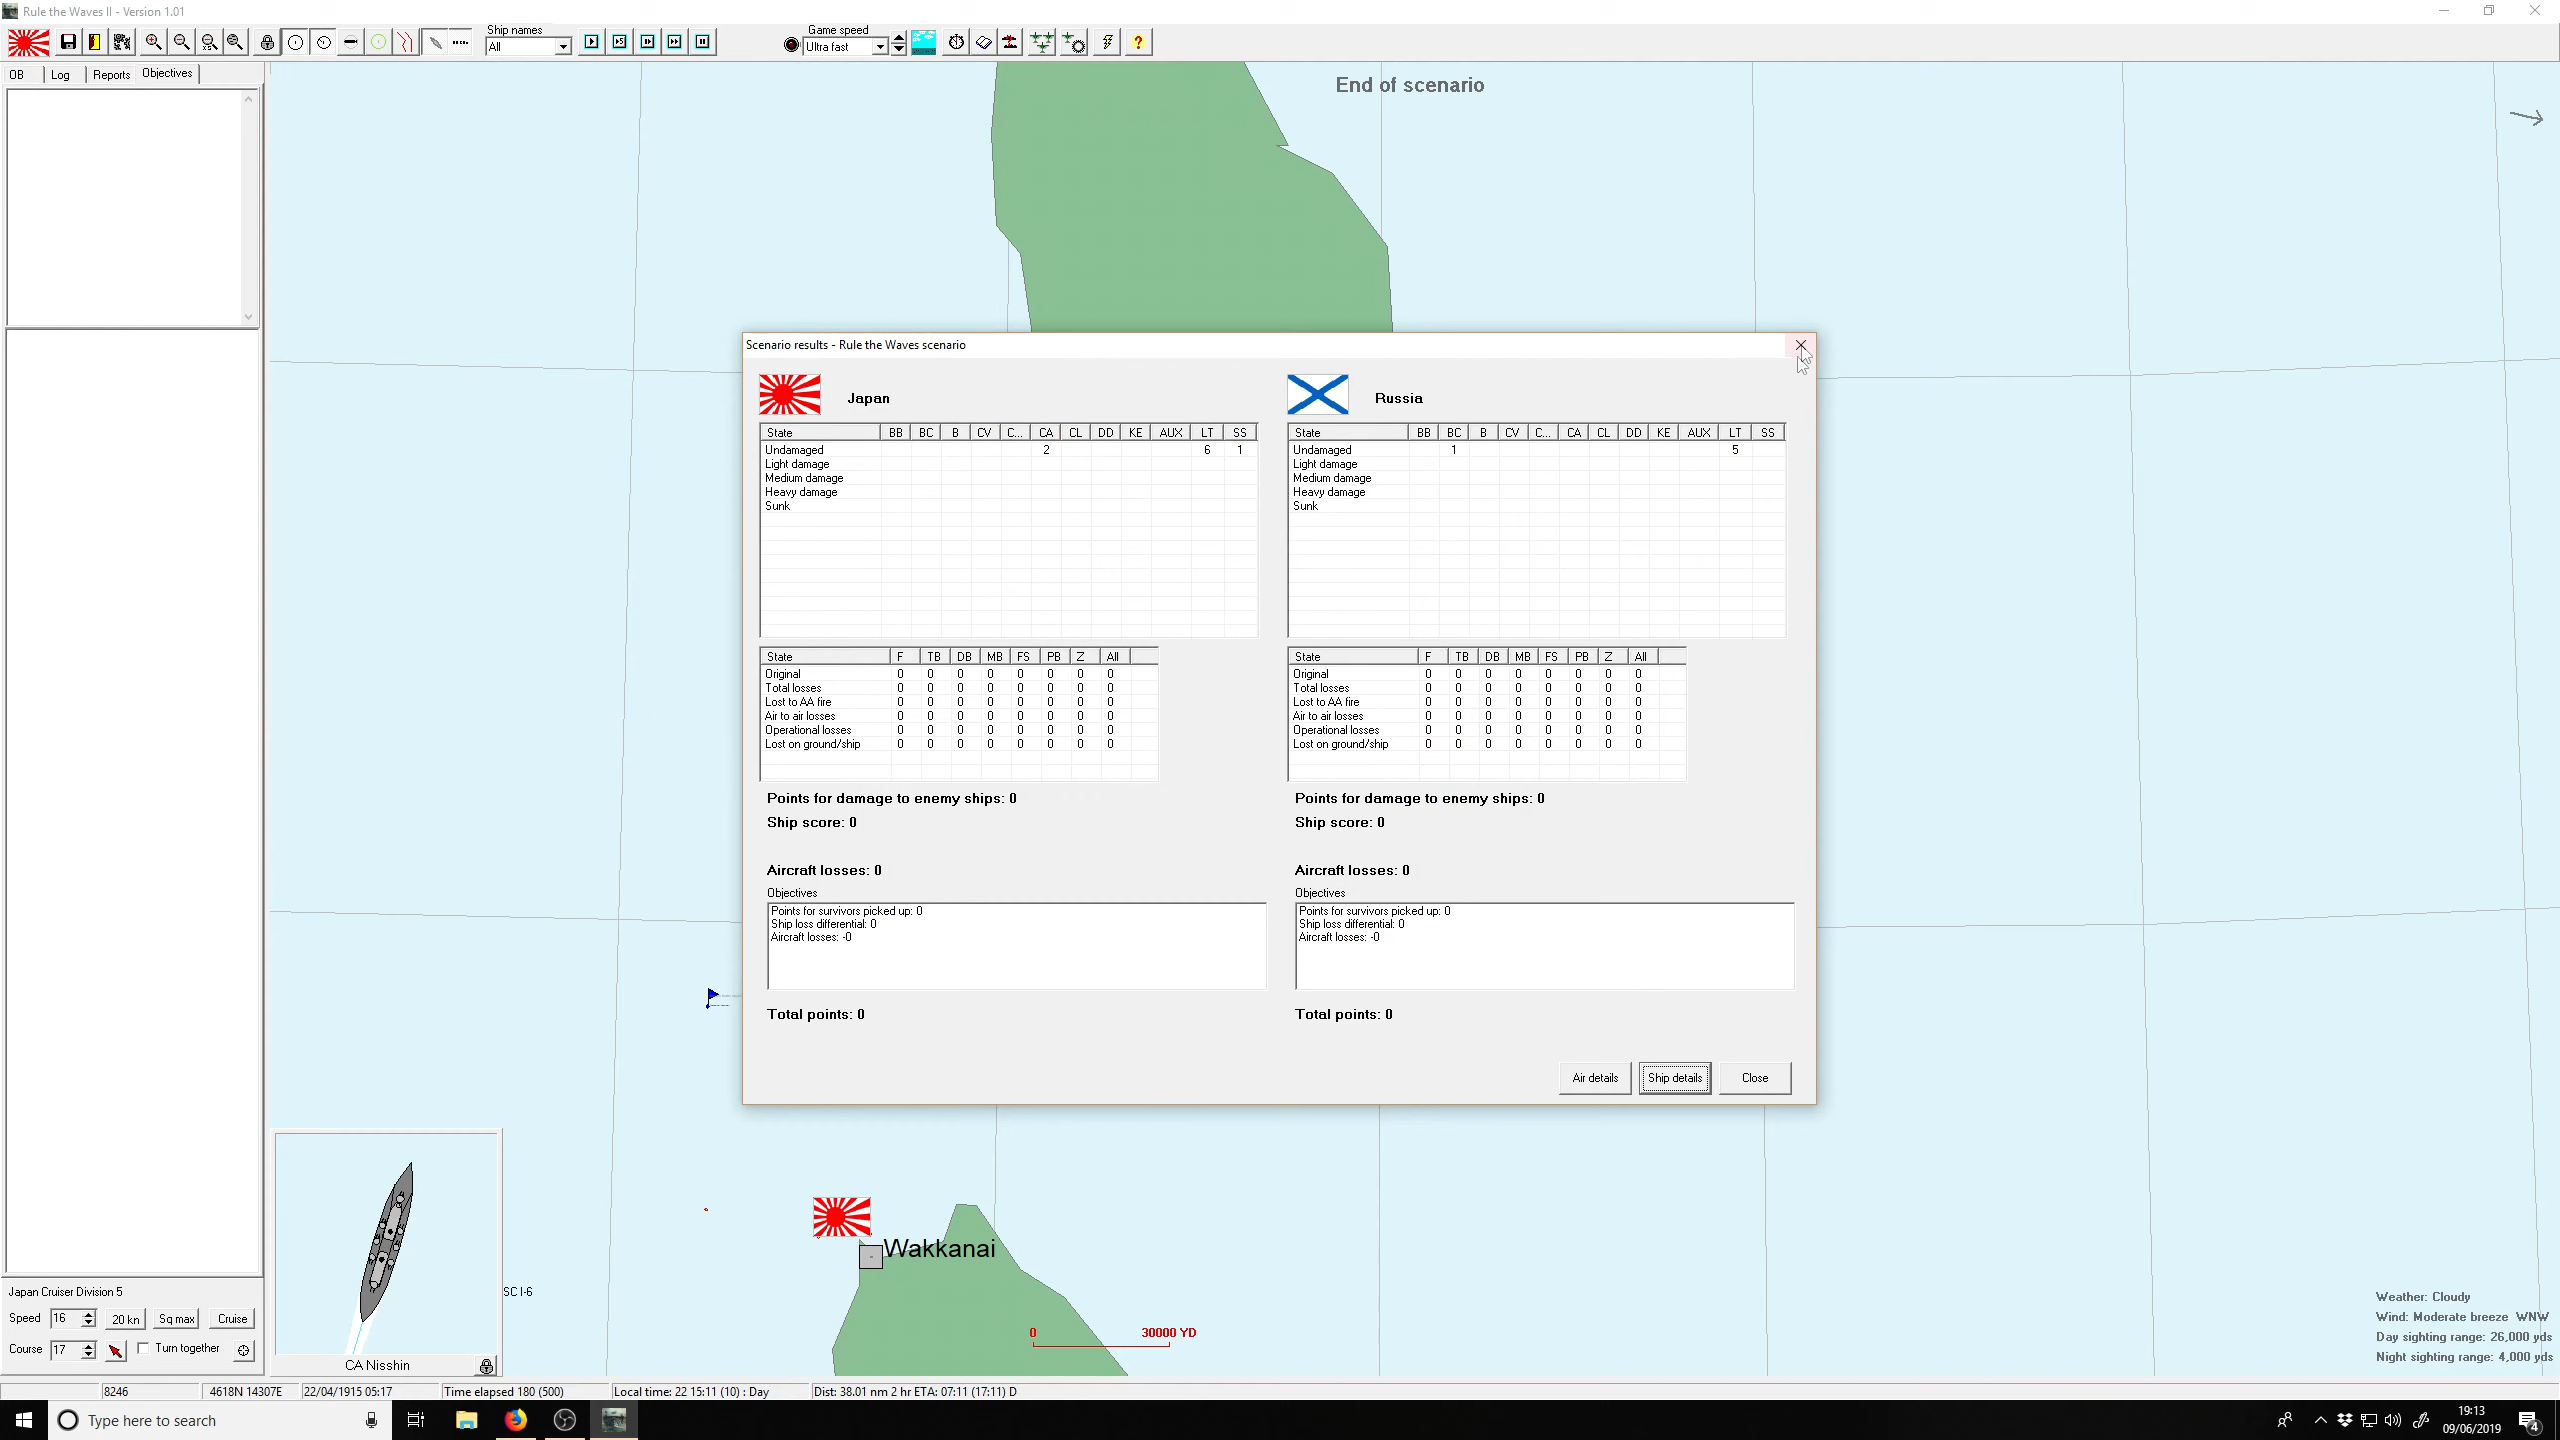 Rule the Waves II - Version 1.01
Ship names
All
Game speed
Ultra fast
OB Log Reports Objectives
End of scenario
Scenario results - Rule the Waves scenario
Japan
State BB BC B CV C... CA CL DD KE AUX LT SS
Undamaged 2 6 1
Light damage
Medium damage
Heavy damage
Sunk
State F TB DB MB FS PB Z All
Original 0 0 0 0 0 0 0 0
Total losses 0 0 0 0 0 0 0 0
Lost to AA fire 0 0 0 0 0 0 0 0
Air to air losses 0 0 0 0 0 0 0 0
Operational losses 0 0 0 0 0 0 0 0
Lost on ground/ship 0 0 0 0 0 0 0 0
Points for damage to enemy ships: 0
Ship score: 0
Aircraft losses: 0
Objectives
Points for survivors picked up: 0
Ship loss differential: 0
Aircraft losses: -0
Total points: 0
Russia
State BB BC B CV C... CA CL DD KE AUX LT SS
Undamaged 1 5
Light damage
Medium damage
Heavy damage
Sunk
State F TB DB MB FS PB Z All
Original 0 0 0 0 0 0 0 0
Total losses 0 0 0 0 0 0 0 0
Lost to AA fire 0 0 0 0 0 0 0 0
Air to air losses 0 0 0 0 0 0 0 0
Operational losses 0 0 0 0 0 0 0 0
Lost on ground/ship 0 0 0 0 0 0 0 0
Points for damage to enemy ships: 0
Ship score: 0
Aircraft losses: 0
Objectives
Points for survivors picked up: 0
Ship loss differential: 0
Aircraft losses: -0
Total points: 0
Air details Ship details Close
Wakkanai
SC I-6
0 30000 YD
Japan Cruiser Division 5
Speed 16 20 kn Sq max Cruise
Course 17 Turn together
CA Nisshin
Weather: Cloudy
Wind: Moderate breeze WNW
Day sighting range: 26,000 yds
Night sighting range: 4,000 yds
8246 4618N 14307E 22/04/1915 05:17 Time elapsed 180 (500) Local time: 22 15:11 (10) : Day Dist: 38.01 nm 2 hr ETA: 07:11 (17:11) D
Type here to search
19:13
09/06/2019
4